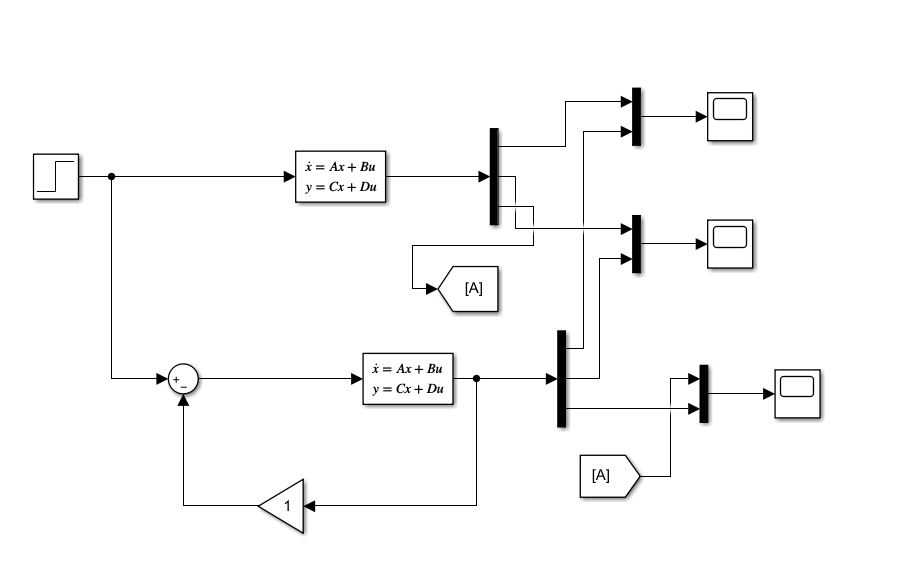 ẋ = Ax + Bu
y = Cx + Du
[A]
ẋ = Ax + Bu
y = Cx + Du
+
−
[A]
1